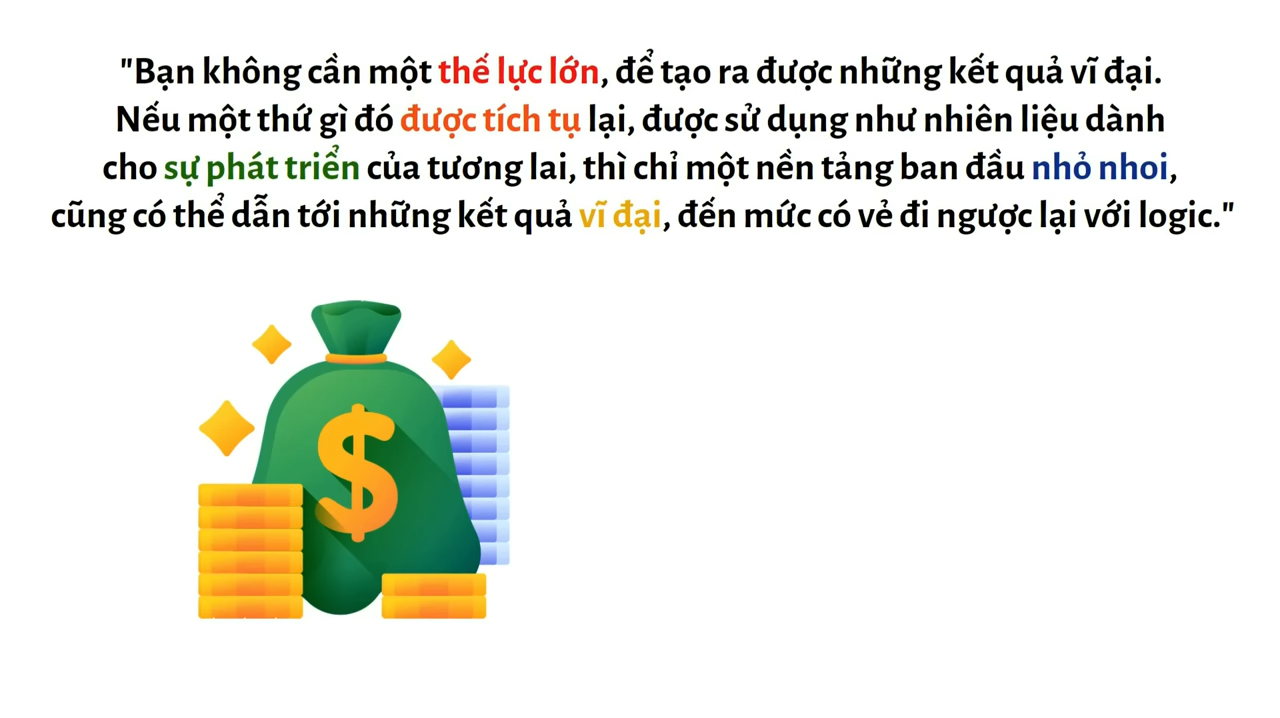 "Bạn không cần một thế lực lớn, để tạo ra được những kết quả vĩ đại.
Nếu một thứ gì đó được tích tụ lại, được sử dụng như nhiên liệu dành
cho sự phát triển của tương lai, thì chỉ một nền tảng ban đầu nhỏ nhoi,
cũng có thể dẫn tới những kết quả vĩ đại, đến mức có vẻ đi ngược lại với logic."
$